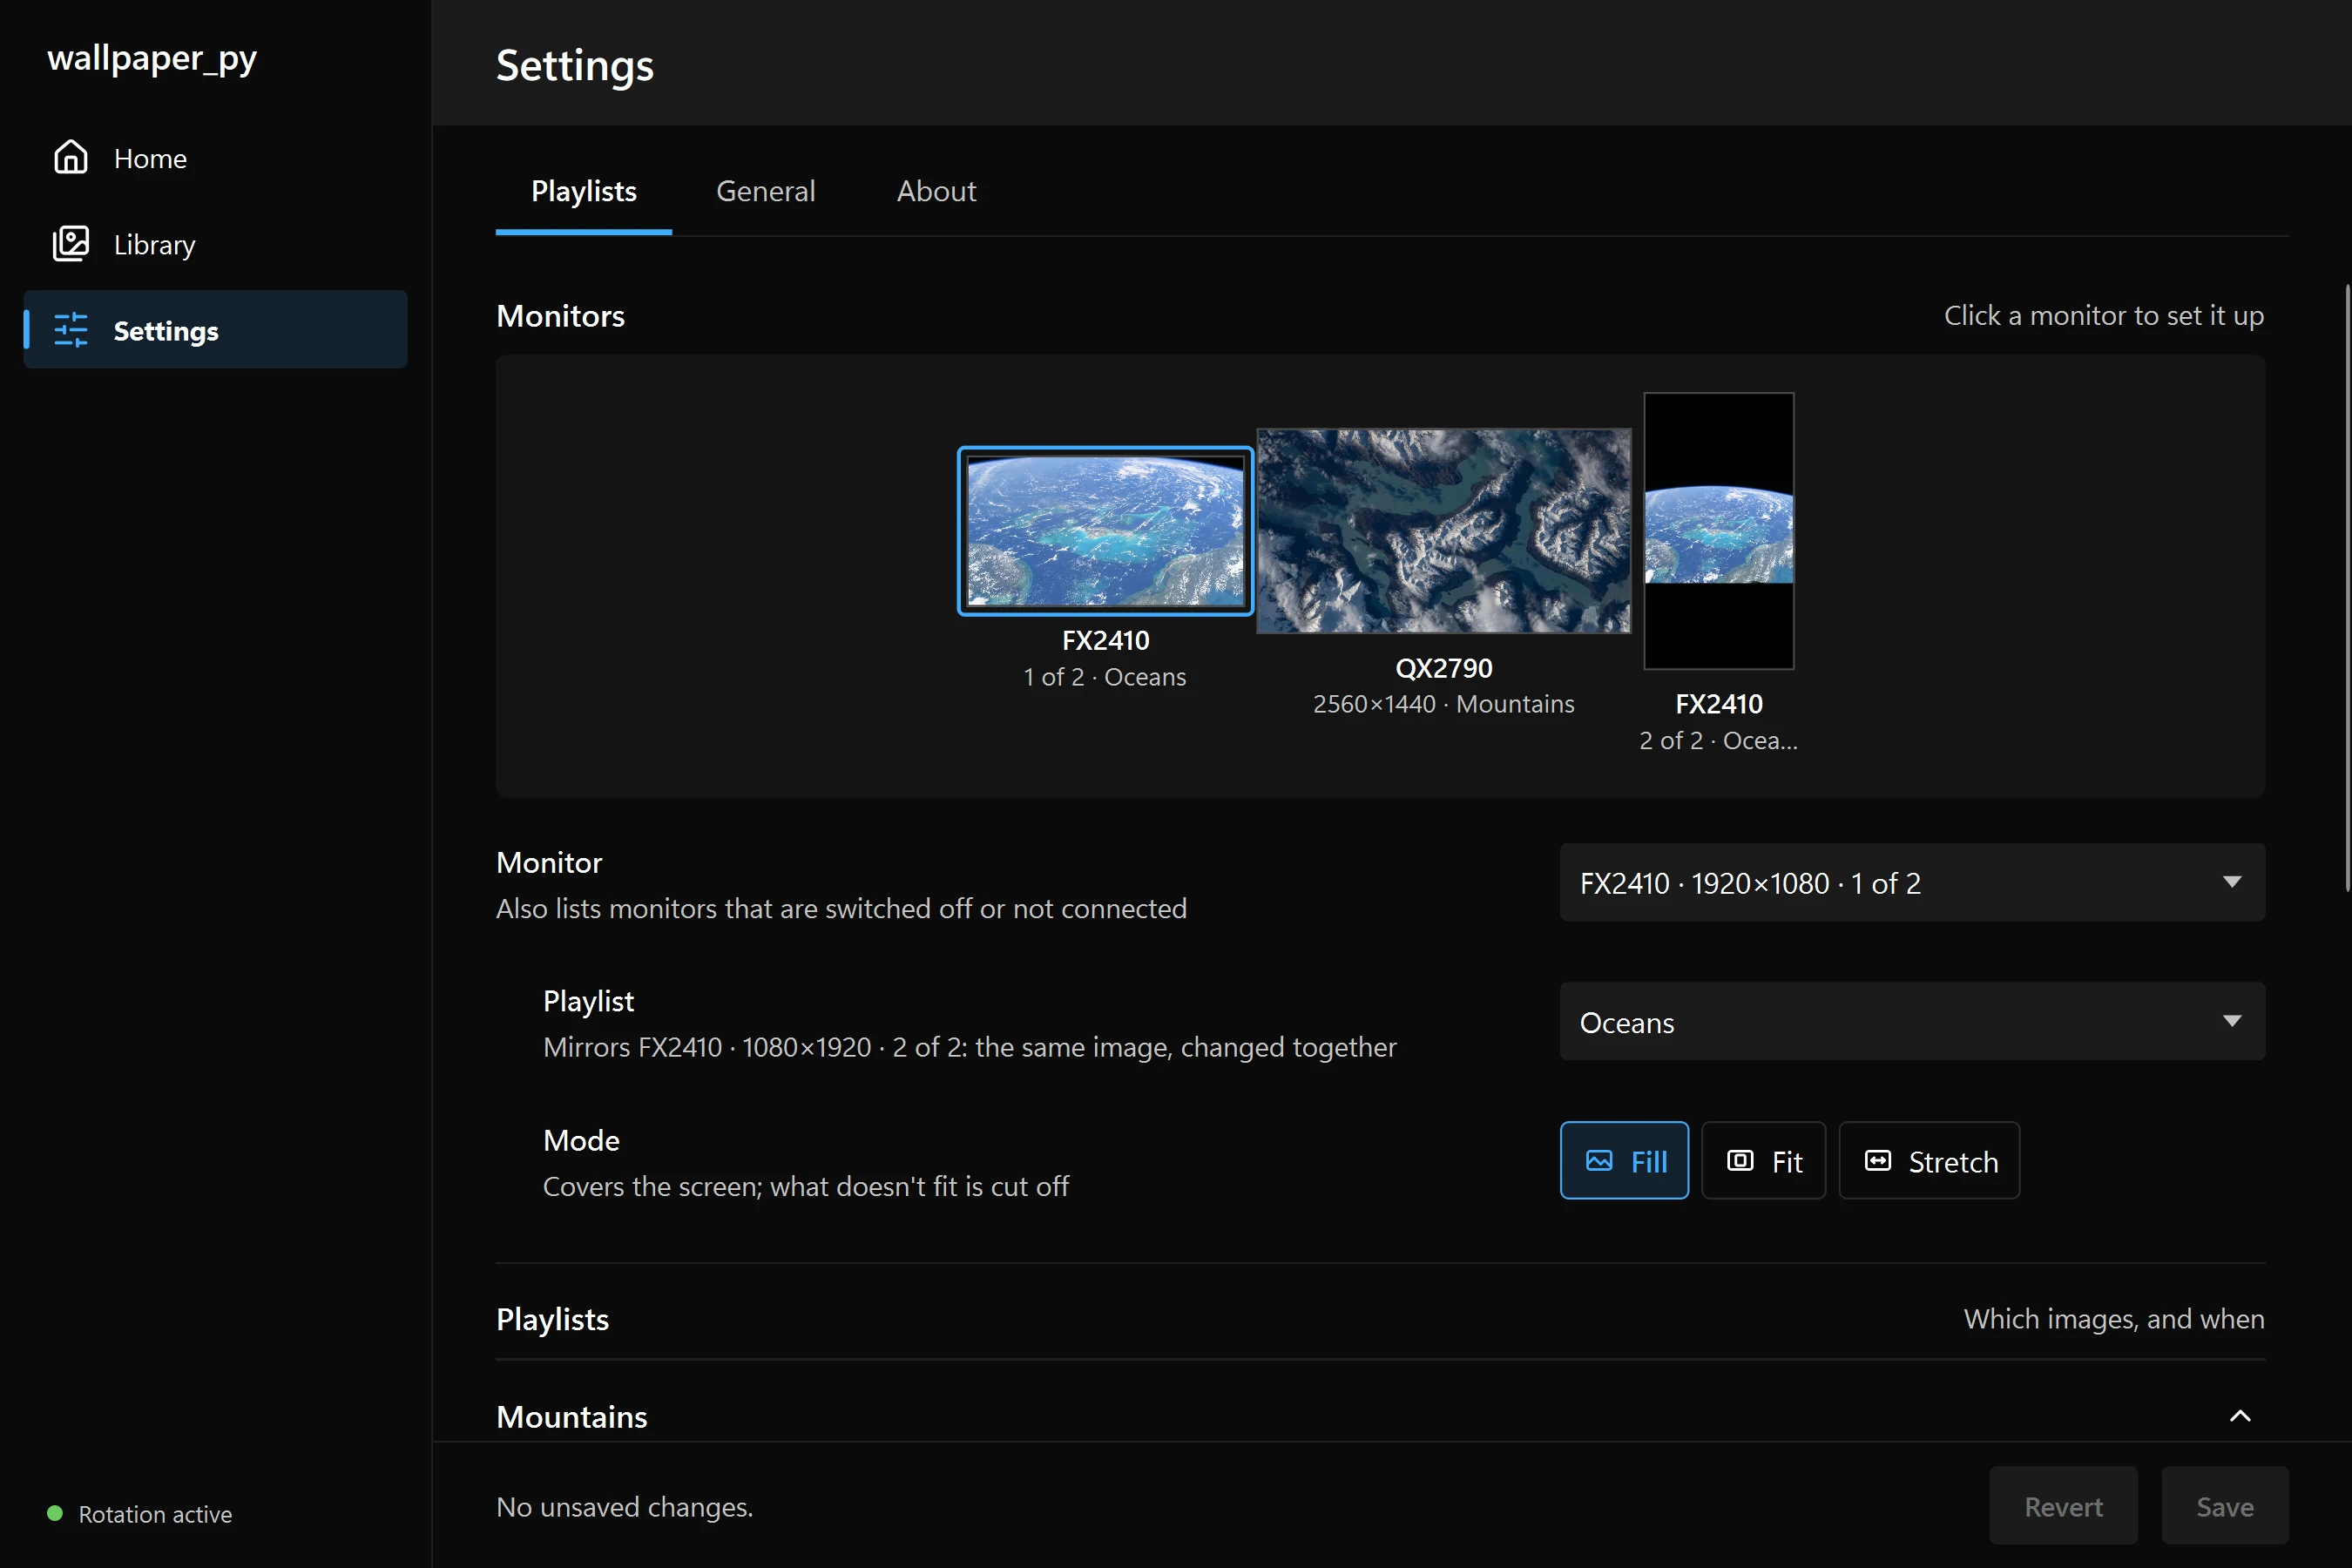 wallpaper_py
Home
Library
Settings
Rotation active
Settings
Playlists
General
About
Monitors
Click a monitor to set it up
FX2410
1 of 2 · Oceans
QX2790
2560×1440 · Mountains
FX2410
2 of 2 · Ocea...
Monitor
Also lists monitors that are switched off or not connected
FX2410 · 1920×1080 · 1 of 2
Playlist
Mirrors FX2410 · 1080×1920 · 2 of 2: the same image, changed together
Oceans
Mode
Covers the screen; what doesn't fit is cut off
Fill
Fit
Stretch
Playlists
Which images, and when
Mountains
No unsaved changes.
Revert
Save